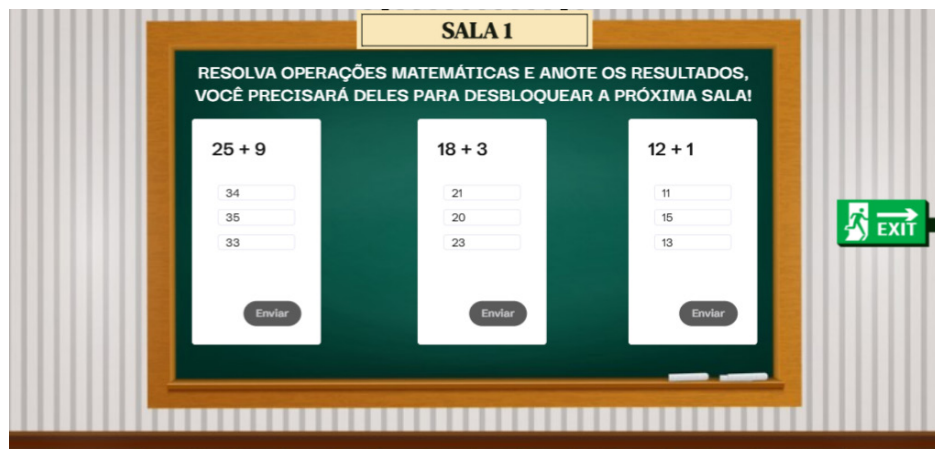 SALA 1
RESOLVA OPERAÇÕES MATEMÁTICAS E ANOTE OS RESULTADOS,
VOCÊ PRECISARÁ DELES PARA DESBLOQUEAR A PRÓXIMA SALA!
25 + 9
34
35
33
Enviar
18 + 3
21
20
23
Enviar
12 + 1
11
15
13
Enviar
EXIT